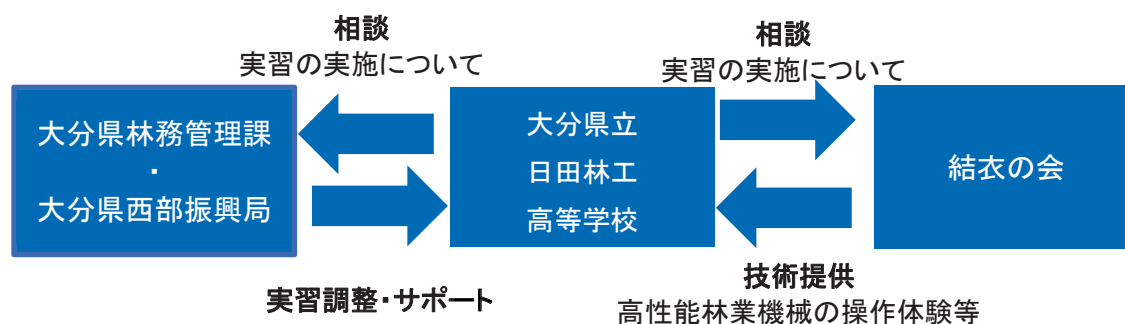 相談
実習の実施について
相談
実習の実施について
大分県林務管理課
・
大分県西部振興局
大分県立
日田林工
高等学校
結衣の会
実習調整・サポート
技術提供
高性能林業機械の操作体験等